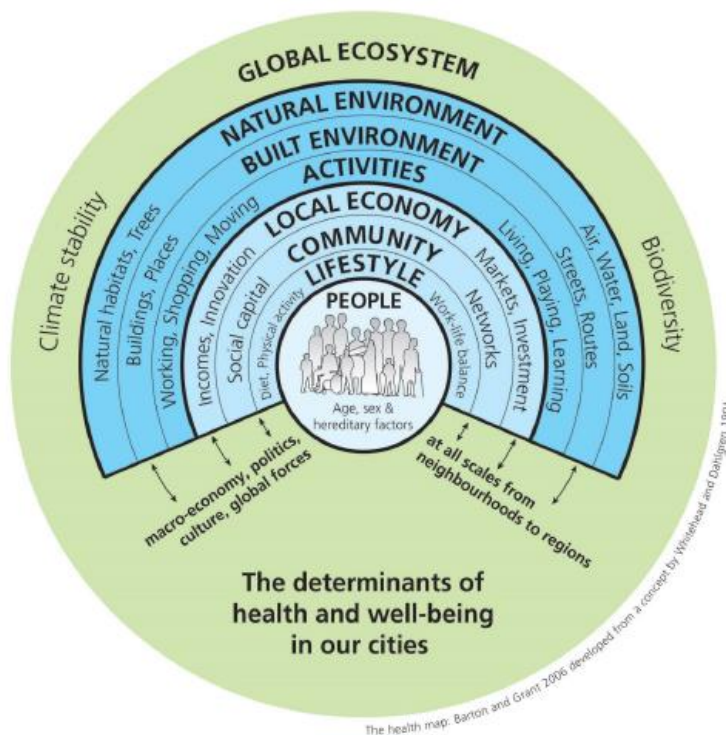 GLOBAL ECOSYSTEM
NATURAL ENVIRONMENT
BUILT ENVIRONMENT
ACTIVITIES
LOCAL ECONOMY
COMMUNITY
LIFESTYLE
PEOPLE
Age, sex &
hereditary factors
Climate stability
Natural habitats, Trees
Buildings, Places
Working, Shopping, Moving
Incomes, Innovation
Social capital
Diet, Physical activity
Work-life balance
Networks
Markets, Investment
Living, Playing, Learning
Streets, Routes
Air, Water, Land, Soils
Biodiversity
macro-economy, politics,
culture, global forces
at all scales from
neighbourhoods to regions
The determinants of
health and well-being
in our cities
The health map: Barton and Grant 2006 developed from a concept by Whitehead and Dahlgren 1991